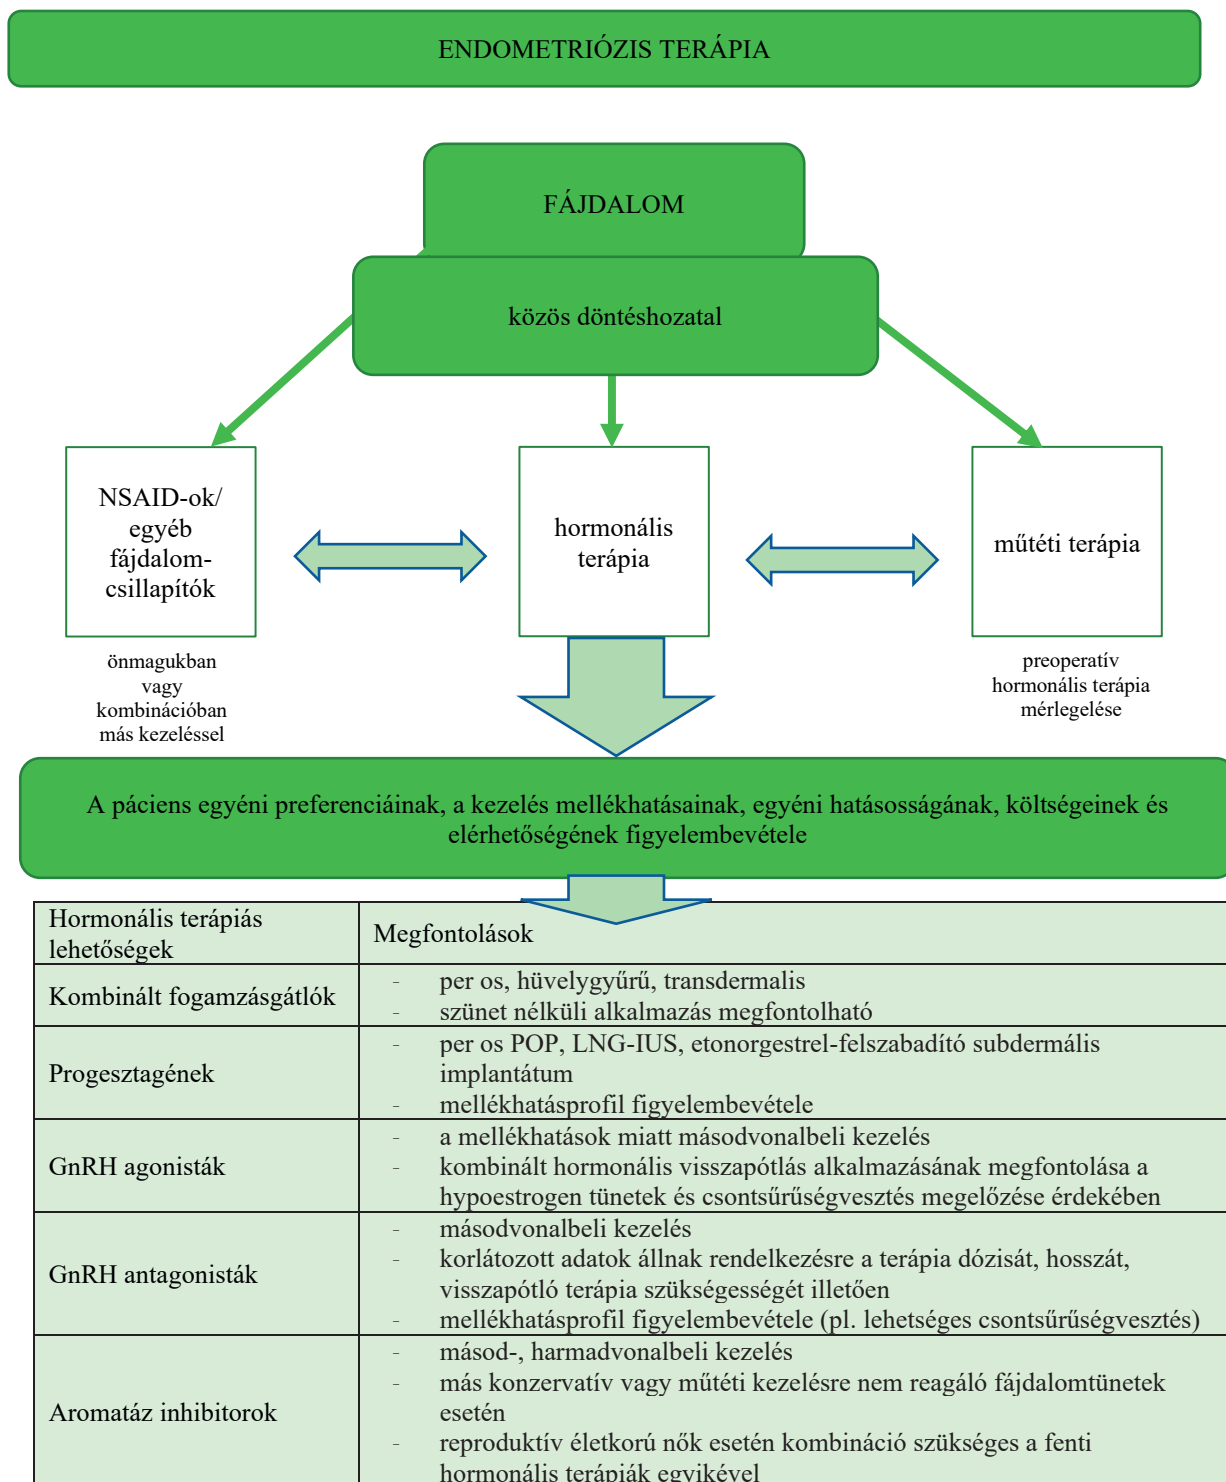 ENDOMETRIÓZIS TERÁPIA
FÁJDALOM
közös döntéshozatal
NSAID-ok/
egyéb
fájdalom-
csillapítók
hormonális
terápia
műtéti terápia
önmagukban
vagy
kombinációban
más kezeléssel
preoperatív
hormonális terápia
mérlegelése
A páciens egyéni preferenciáinak, a kezelés mellékhatásainak, egyéni hatásosságának, költségeinek és
elérhetőségének figyelembevétele
Hormonális terápiás
lehetőségek
Megfontolások
Kombinált fogamzásgátlók
- per os, hüvelygyűrű, transdermalis
- szünet nélküli alkalmazás megfontolható
Progesztagének
- per os POP, LNG-IUS, etonorgestrel-felszabadító subdermális
implantátum
- mellékhatásprofil figyelembevétele
GnRH agonisták
- a mellékhatások miatt másodvonalbeli kezelés
- kombinált hormonális visszapótlás alkalmazásának megfontolása a
hypoestrogen tünetek és csontsűrűségvesztés megelőzése érdekében
GnRH antagonisták
- másodvonalbeli kezelés
- korlátozott adatok állnak rendelkezésre a terápia dózisát, hosszát,
visszapótló terápia szükségességét illetően
- mellékhatásprofil figyelembevétele (pl. lehetséges csontsűrűségvesztés)
Aromatáz inhibitorok
- másod-, harmadvonalbeli kezelés
- más konzervatív vagy műtéti kezelésre nem reagáló fájdalomtünetek
esetén
- reproduktív életkorú nők esetén kombináció szükséges a fenti
hormonális terápiák egyikével